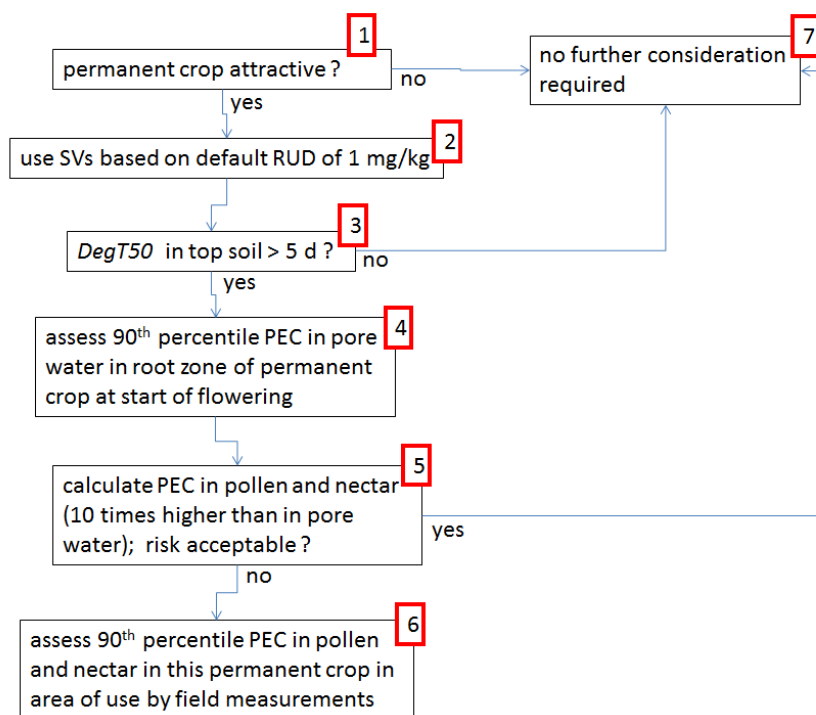 1
permanent crop attractive ?
no
yes
7
no further consideration
required
2
use SVs based on default RUD of 1 mg/kg
3
DegT50 in top soil > 5 d ?
no
yes
4
assess 90th percentile PEC in pore
water in root zone of permanent
crop at start of flowering
5
calculate PEC in pollen and nectar
(10 times higher than in pore
water); risk acceptable ?
yes
no
6
assess 90th percentile PEC in pollen
and nectar in this permanent crop in
area of use by field measurements